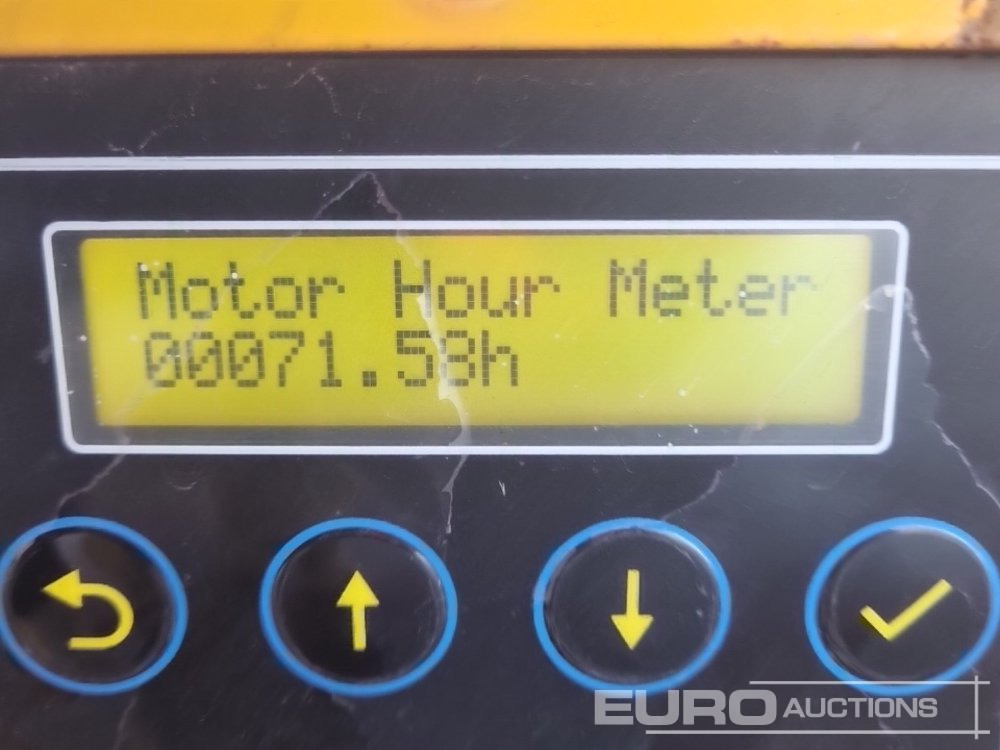 Motor Hour Meter
00071.58h
EURO AUCTIONS